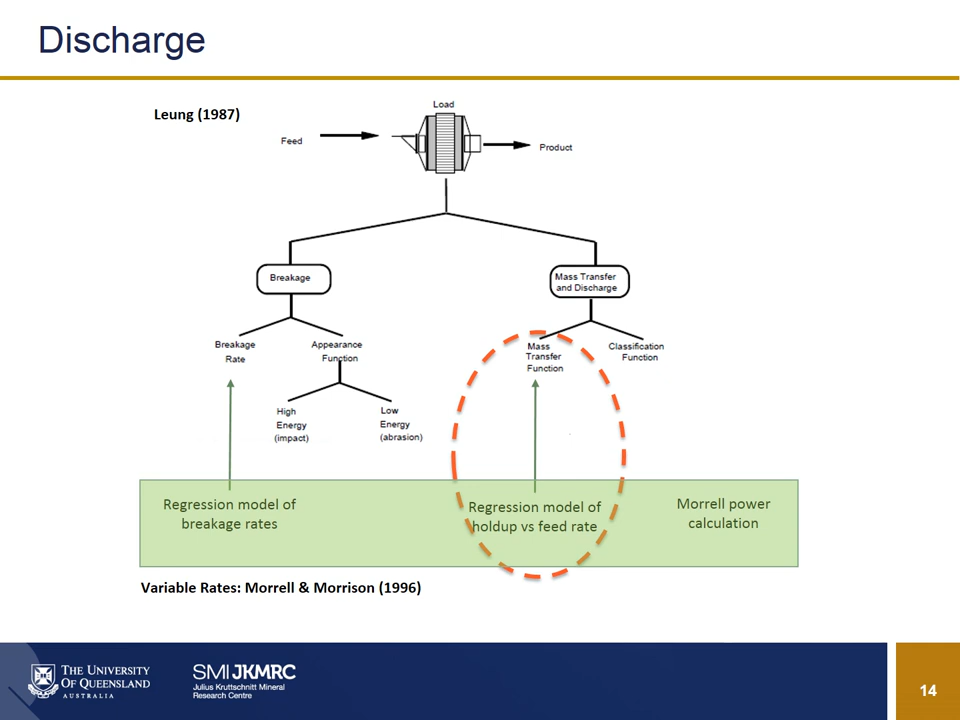 Discharge
Leung (1987)
Load
Feed
Product
Breakage
Mass Transfer
and Discharge
Breakage
Rate
Appearance
Function
Mass
Transfer
Function
Classification
Function
High
Energy
(impact)
Low
Energy
(abrasion)
Regression model of
breakage rates
Regression model of
holdup vs feed rate
Morrell power
calculation
Variable Rates: Morrell & Morrison (1996)
THE UNIVERSITY
OF QUEENSLAND
AUSTRALIA
SMI JKMRC
Julius Kruttschnitt Mineral
Research Centre
14